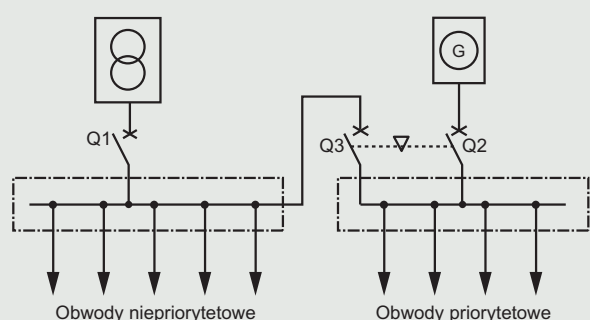 G
Q1
Q3
Q2
Obwody niepriorytetowe
Obwody priorytetowe